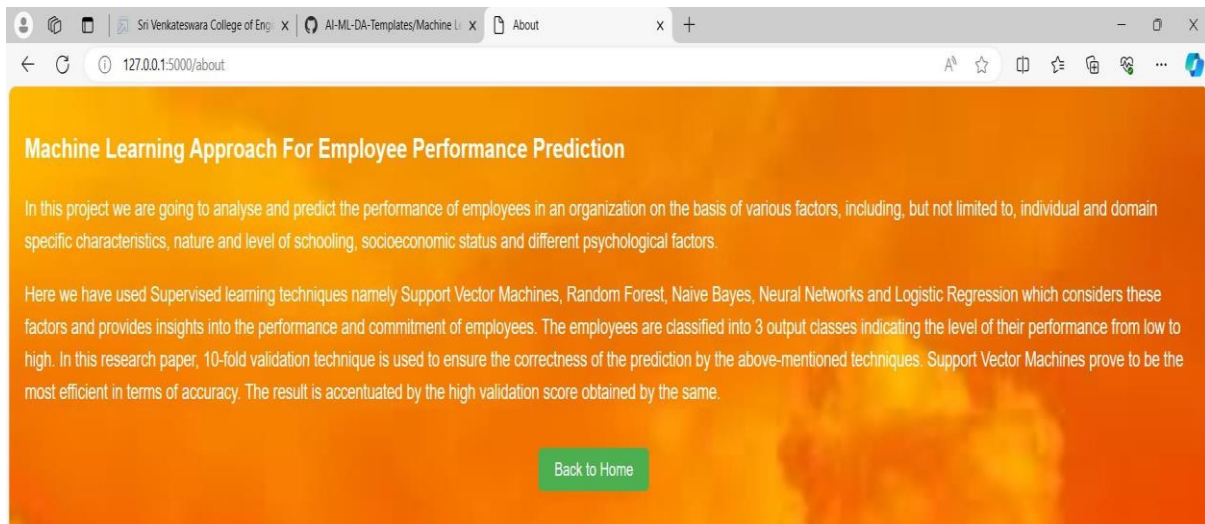 Sri Venkateswara College of Eng
AI-ML-DA-Templates/Machine Le
About
127.0.0.1:5000/about
Machine Learning Approach For Employee Performance Prediction
In this project we are going to analyse and predict the performance of employees in an organization on the basis of various factors, including, but not limited to, individual and domain
specific characteristics, nature and level of schooling, socioeconomic status and different psychological factors.
Here we have used Supervised learning techniques namely Support Vector Machines, Random Forest, Naive Bayes, Neural Networks and Logistic Regression which considers these
factors and provides insights into the performance and commitment of employees. The employees are classified into 3 output classes indicating the level of their performance from low to
high. In this research paper, 10-fold validation technique is used to ensure the correctness of the prediction by the above-mentioned techniques. Support Vector Machines prove to be the
most efficient in terms of accuracy. The result is accentuated by the high validation score obtained by the same.
Back to Home